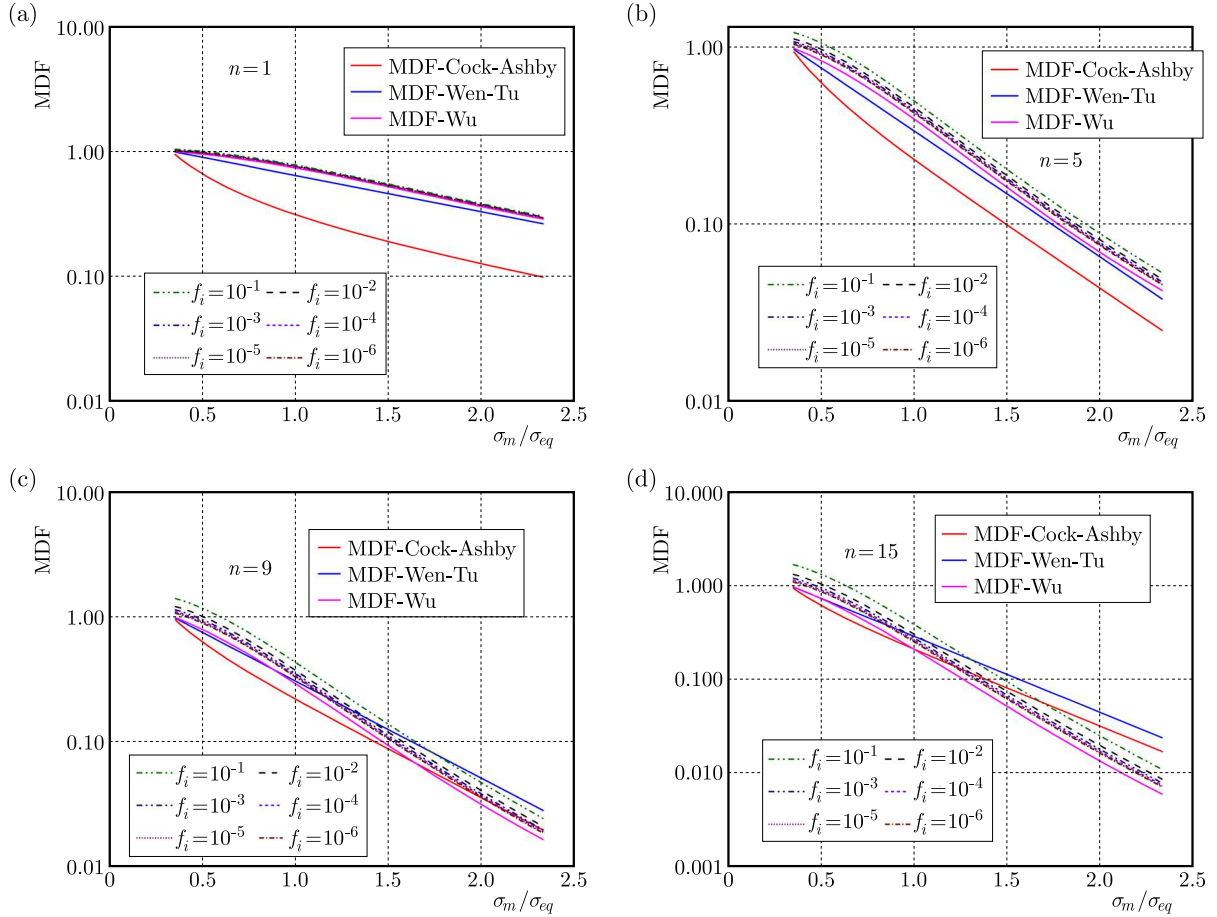 (a)
10.00
1.00
0.10
0.01
MDF
n=1
MDF-Cock-Ashby
MDF-Wen-Tu
MDF-Wu
f_i=10^-1 f_i=10^-2
f_i=10^-3 f_i=10^-4
f_i=10^-5 f_i=10^-6
0 0.5 1.0 1.5 2.0 2.5
σ_m/σ_eq
(b)
1.00
0.10
0.01
MDF
MDF-Cock-Ashby
MDF-Wen-Tu
MDF-Wu
n=5
f_i=10^-1 f_i=10^-2
f_i=10^-3 f_i=10^-4
f_i=10^-5 f_i=10^-6
0 0.5 1.0 1.5 2.0 2.5
σ_m/σ_eq
(c)
10.00
1.00
0.10
0.01
MDF
n=9
MDF-Cock-Ashby
MDF-Wen-Tu
MDF-Wu
f_i=10^-1 f_i=10^-2
f_i=10^-3 f_i=10^-4
f_i=10^-5 f_i=10^-6
0 0.5 1.0 1.5 2.0 2.5
σ_m/σ_eq
(d)
10.000
1.000
0.100
0.010
0.001
MDF
n=15
MDF-Cock-Ashby
MDF-Wen-Tu
MDF-Wu
f_i=10^-1 f_i=10^-2
f_i=10^-3 f_i=10^-4
f_i=10^-5 f_i=10^-6
0 0.5 1.0 1.5 2.0 2.5
σ_m/σ_eq